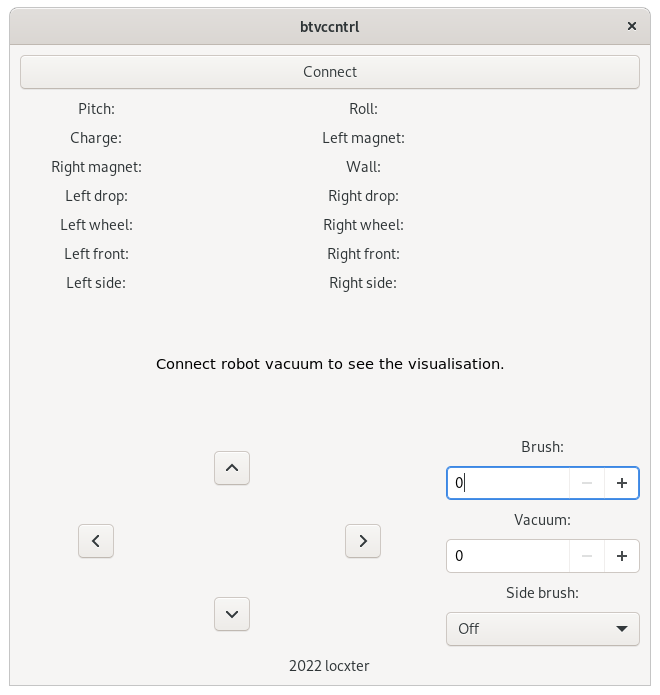 btvccntrl
Connect
Pitch: Roll:
Charge: Left magnet:
Right magnet: Wall:
Left drop: Right drop:
Left wheel: Right wheel:
Left front: Right front:
Left side: Right side:
Connect robot vacuum to see the visualisation.
Brush:
0
Vacuum:
0
Side brush:
Off
2022 locxter